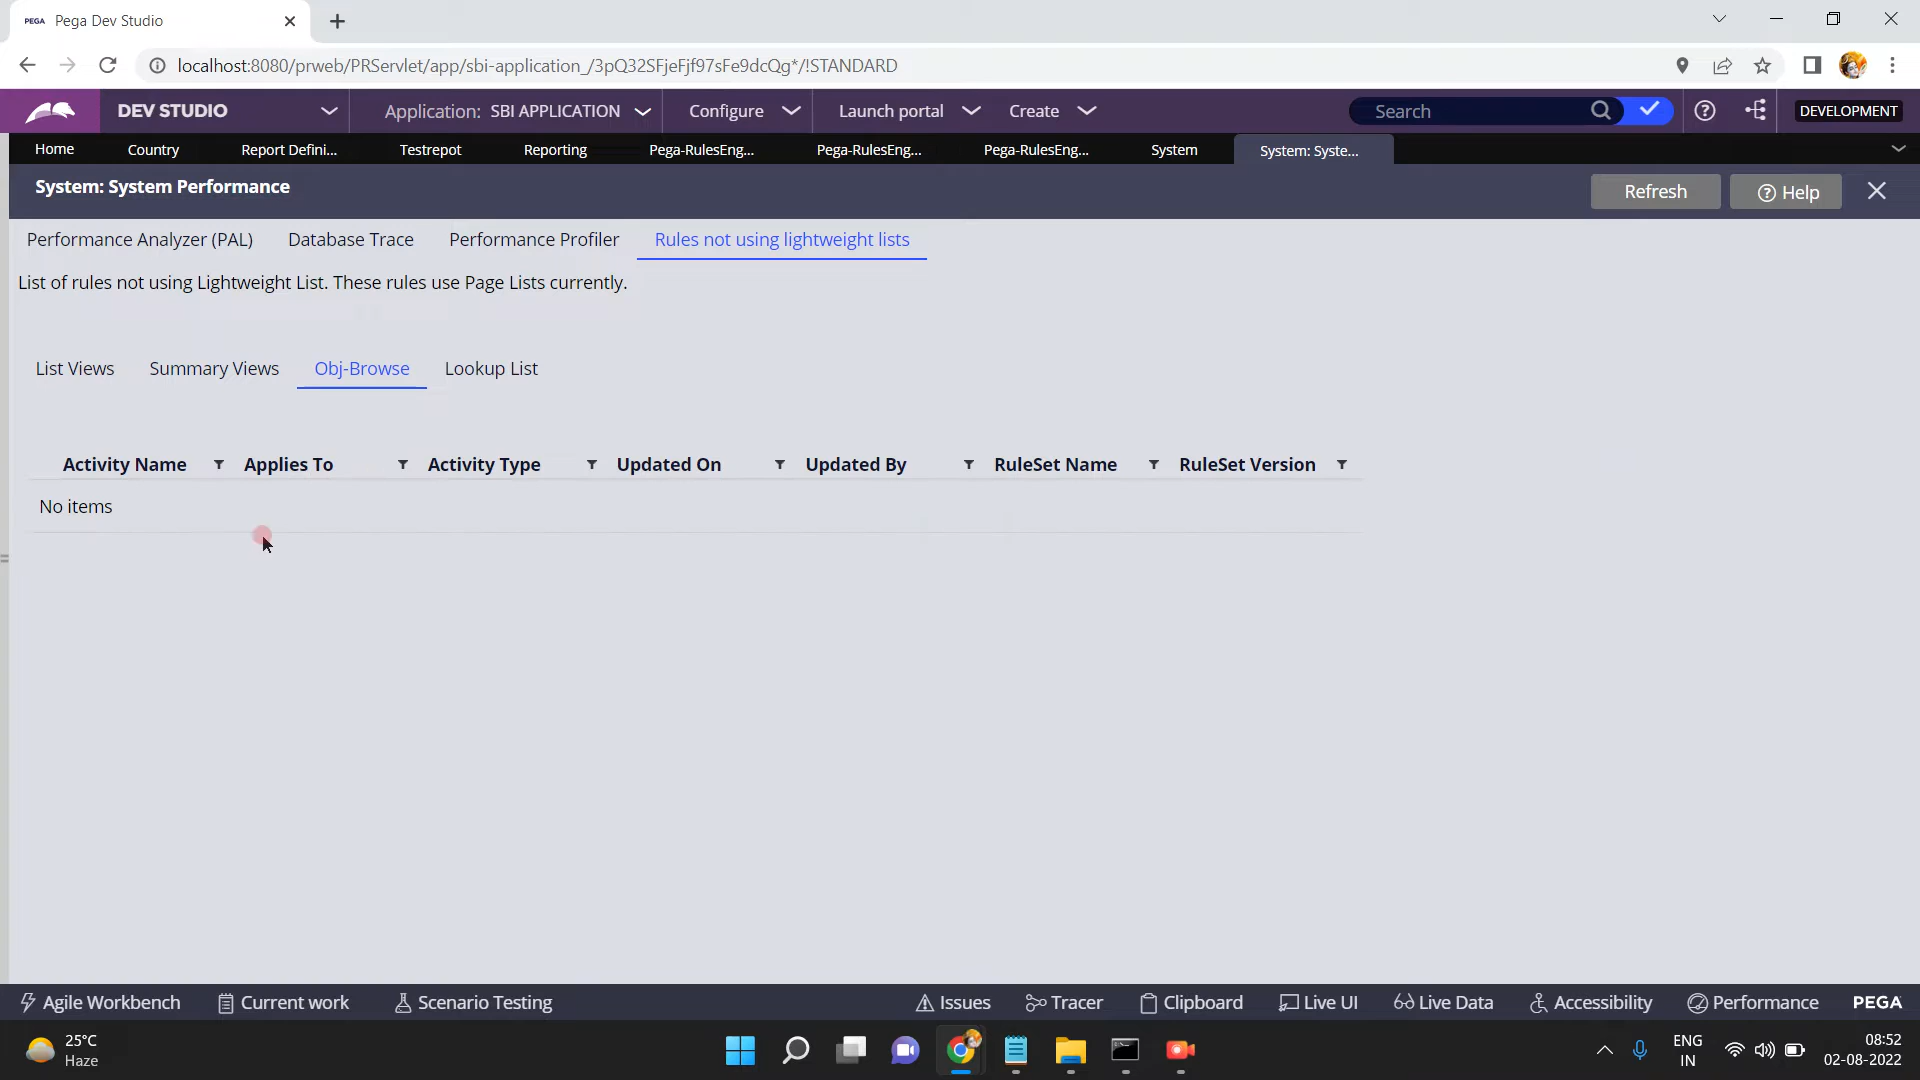 PEGA Pega Dev Studio
localhost:8080/prweb/PRServlet/app/sbi-application_/3pQ32SFjeFjf97sFe9dcQg*/!STANDARD
DEV STUDIO Application: SBI APPLICATION Configure Launch portal Create Search DEVELOPMENT
Home Country Report Defini... Testrepot Reporting Pega-RulesEng... Pega-RulesEng... Pega-RulesEng... System System: Syste...
System: System Performance Refresh Help
Performance Analyzer (PAL) Database Trace Performance Profiler Rules not using lightweight lists
List of rules not using Lightweight List. These rules use Page Lists currently.
List Views Summary Views Obj-Browse Lookup List
Activity Name Applies To Activity Type Updated On Updated By RuleSet Name RuleSet Version
No items
Agile Workbench Current work Scenario Testing Issues Tracer Clipboard Live UI Live Data Accessibility Performance PEGA
25°C
Haze
ENG
IN
08:52
02-08-2022